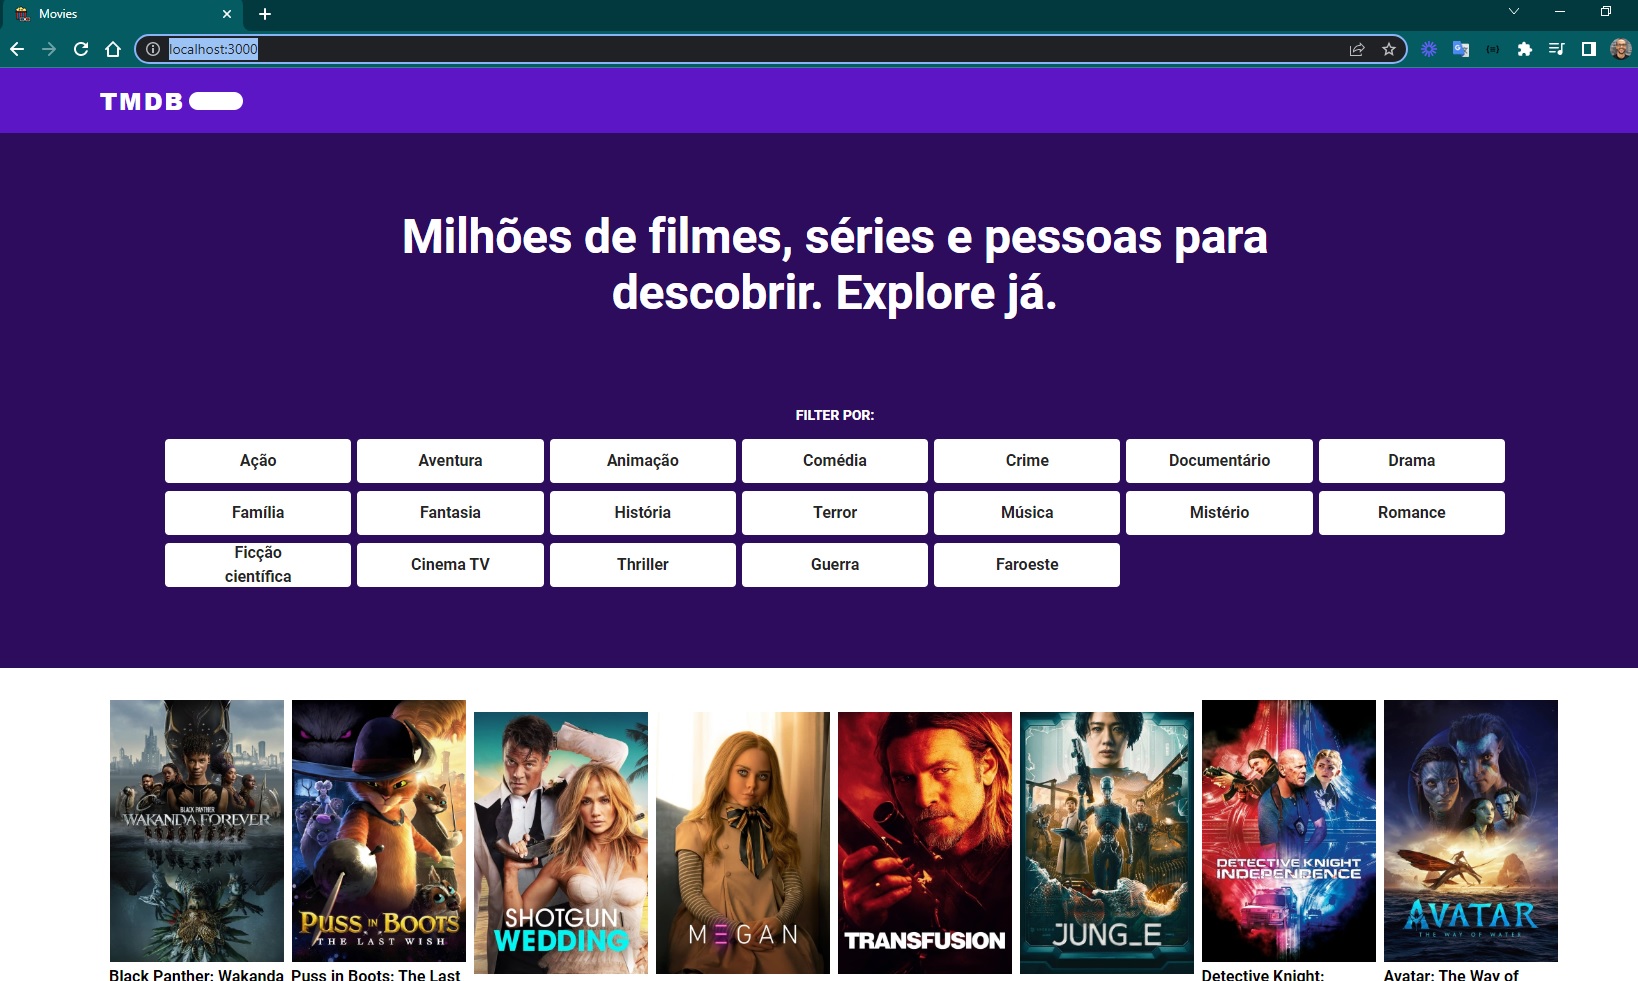 Movies
localhost:3000
TMDB
Milhões de filmes, séries e pessoas para
descobrir. Explore já.
FILTER POR:
Ação
Aventura
Animação
Comédia
Crime
Documentário
Drama
Família
Fantasia
História
Terror
Música
Mistério
Romance
Ficção
científica
Cinema TV
Thriller
Guerra
Faroeste
BLACK PANTHER
WAKANDA FOREVER
PUSS IN BOOTS
THE LAST WISH
SHOTGUN
WEDDING
M3GAN
TRANSFUSION
JUNG_E
DETECTIVE KNIGHT
INDEPENDENCE
AVATAR
THE WAY OF WATER
Black Panther: Wakanda
Puss in Boots: The Last
Detective Knight:
Avatar: The Way of